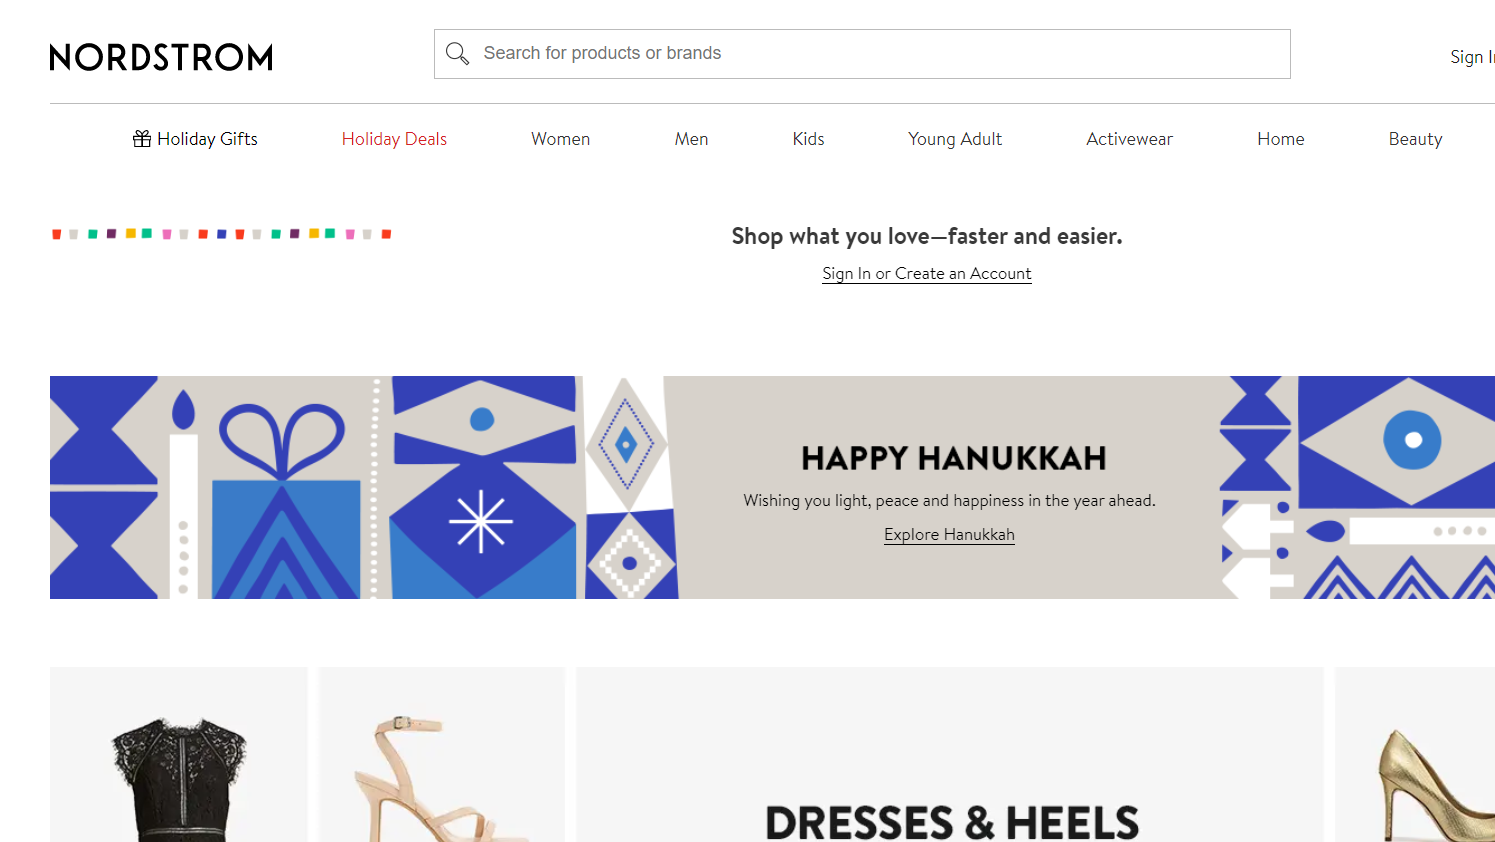 NORDSTROM
Search for products or brands
Sign I
Holiday Gifts
Holiday Deals
Women
Men
Kids
Young Adult
Activewear
Home
Beauty
Shop what you love—faster and easier.
Sign In or Create an Account
HAPPY HANUKKAH
Wishing you light, peace and happiness in the year ahead.
Explore Hanukkah
DRESSES & HEELS